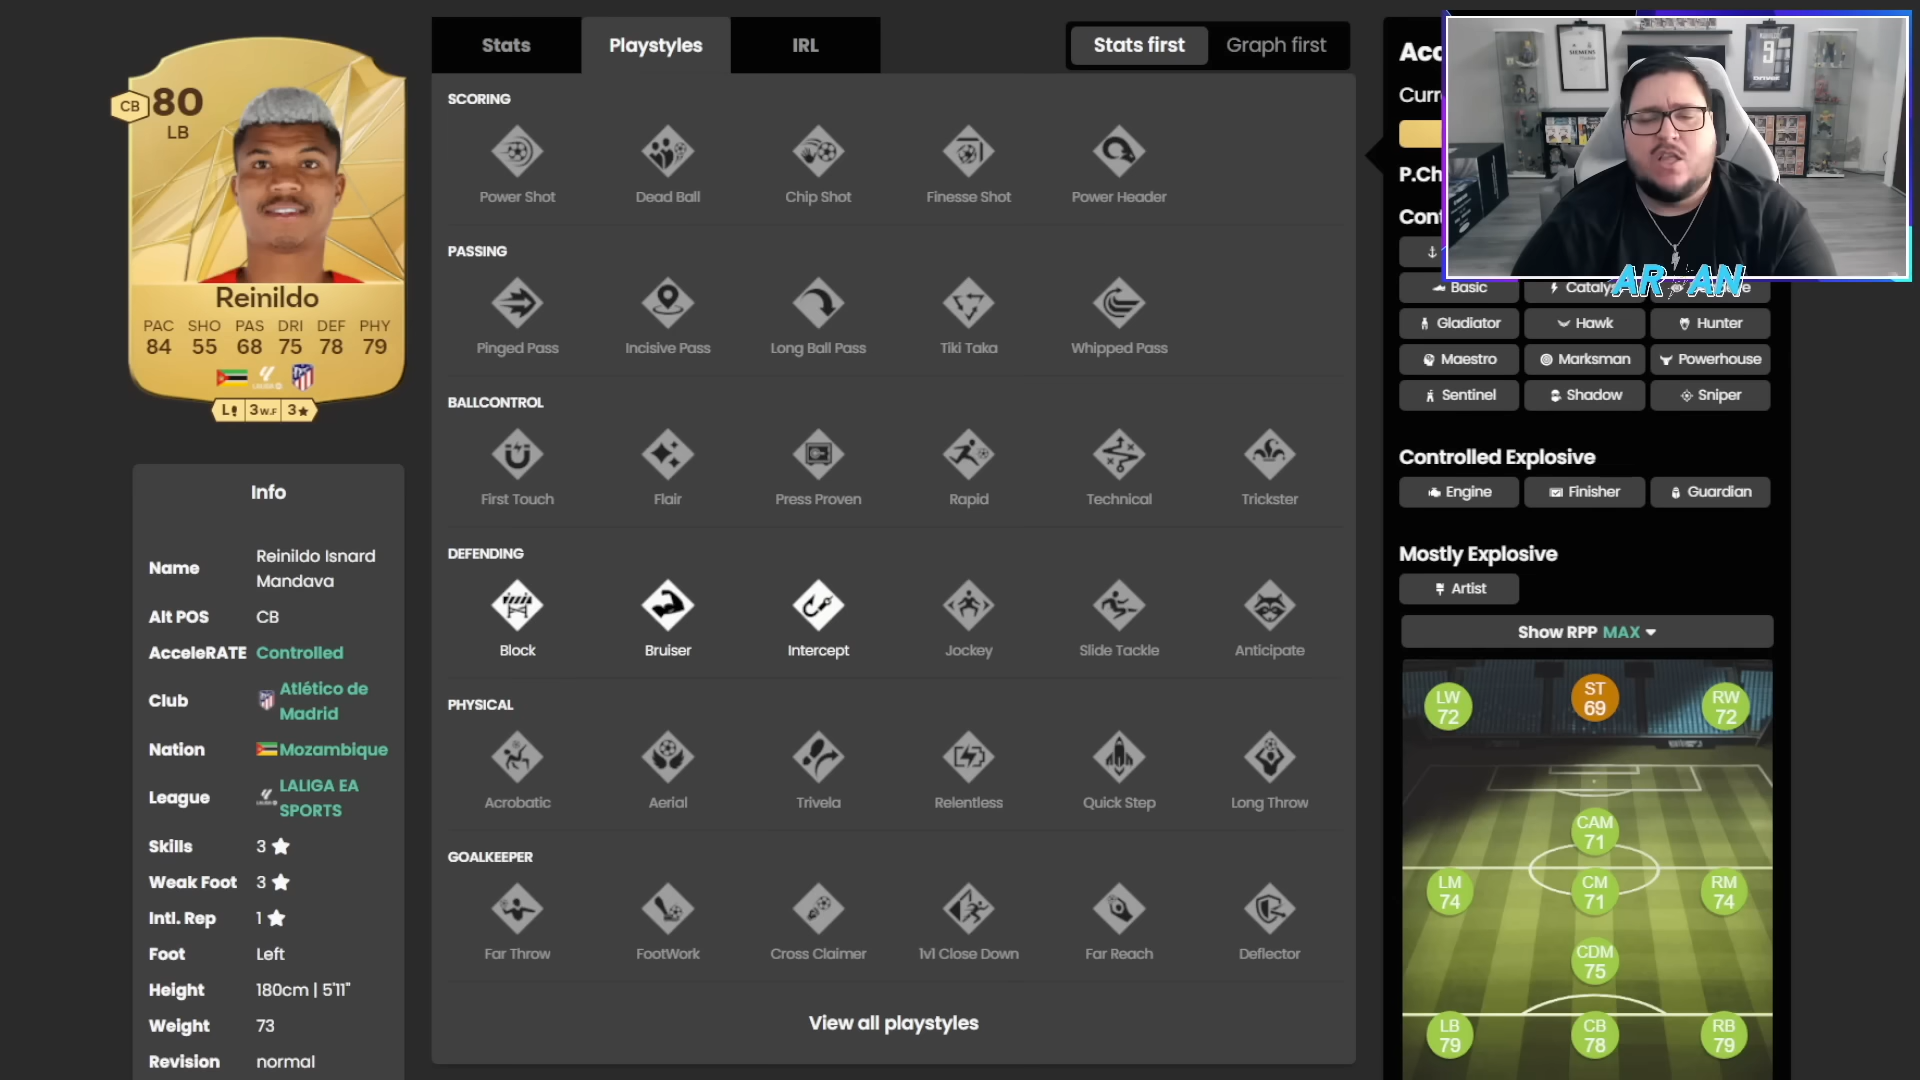 Stats
Playstyles
IRL
Stats first
Graph first
CB
80
LB
Reinildo
PAC SHO PAS DRI DEF PHY
84 55 68 75 78 79
L 3 W.F 3
Info
Name Reinildo Isnard Mandava
Alt POS CB
AcceleRATE Controlled
Club Atlético de Madrid
Nation Mozambique
League LALIGA EA SPORTS
Skills 3
Weak Foot 3
Intl. Rep 1
Foot Left
Height 180cm | 5'11"
Weight 73
Revision normal
SCORING
Power Shot Dead Ball Chip Shot Finesse Shot Power Header
PASSING
Pinged Pass Incisive Pass Long Ball Pass Tiki Taka Whipped Pass
BALLCONTROL
First Touch Flair Press Proven Rapid Technical Trickster
DEFENDING
Block Bruiser Intercept Jockey Slide Tackle Anticipate
PHYSICAL
Acrobatic Aerial Trivela Relentless Quick Step Long Throw
GOALKEEPER
Far Throw FootWork Cross Claimer 1v1 Close Down Far Reach Deflector
View all playstyles
P.Ch
Basic
Gladiator Hawk Hunter
Maestro Marksman Powerhouse
Sentinel Shadow Sniper
Controlled Explosive
Engine Finisher Guardian
Mostly Explosive
Artist
Show RPP MAX
LW 72
ST 69
RW 72
CAM 71
LM 74
CM 71
RM 74
CDM 75
LB 79
CB 78
RB 79